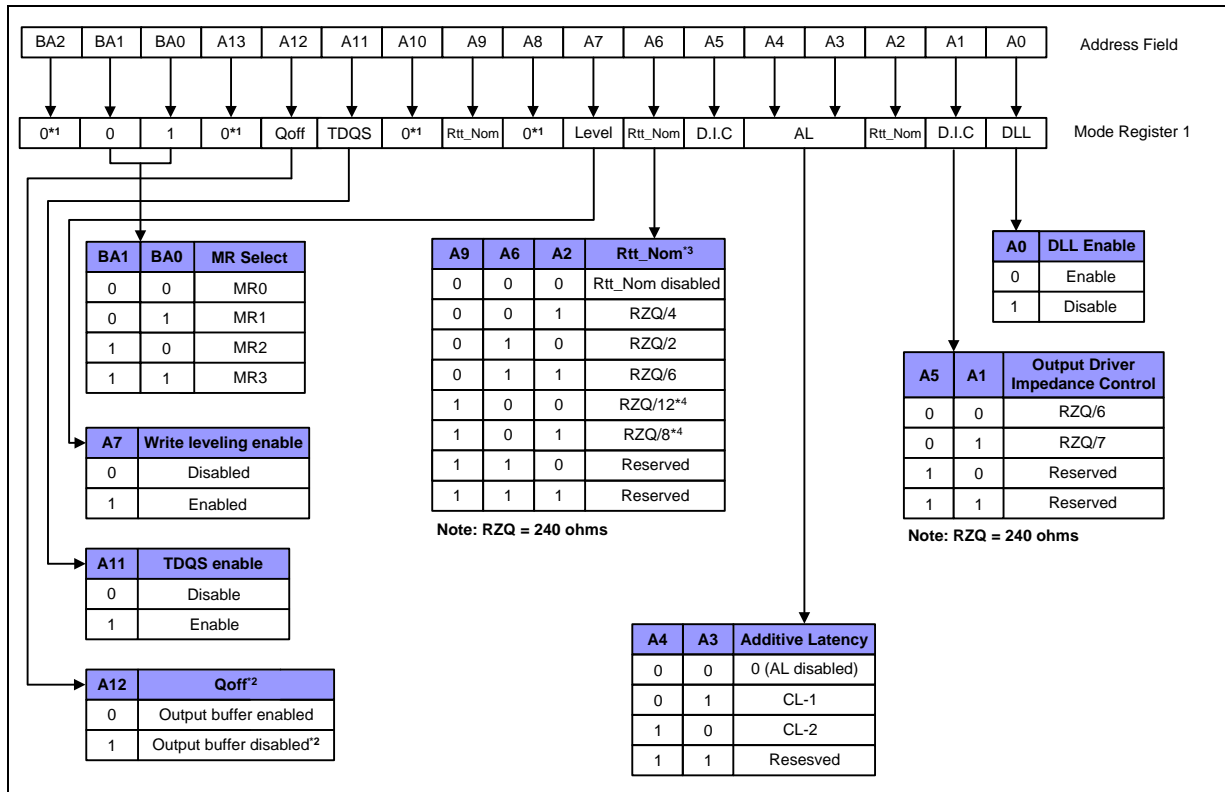 BA2 BA1 BA0 A13 A12 A11 A10 A9 A8 A7 A6 A5 A4 A3 A2 A1 A0 Address Field
0*1 0 1 0*1 Qoff TDQS 0*1 Rtt_Nom 0*1 Level Rtt_Nom D.I.C AL Rtt_Nom D.I.C DLL Mode Register 1
BA1 BA0 MR Select
0 0 MR0
0 1 MR1
1 0 MR2
1 1 MR3
A7 Write leveling enable
0 Disabled
1 Enabled
A11 TDQS enable
0 Disable
1 Enable
A12 Qoff*2
0 Output buffer enabled
1 Output buffer disabled*2
A9 A6 A2 Rtt_Nom*3
0 0 0 Rtt_Nom disabled
0 0 1 RZQ/4
0 1 0 RZQ/2
0 1 1 RZQ/6
1 0 0 RZQ/12*4
1 0 1 RZQ/8*4
1 1 0 Reserved
1 1 1 Reserved
Note: RZQ = 240 ohms
A4 A3 Additive Latency
0 0 0 (AL disabled)
0 1 CL-1
1 0 CL-2
1 1 Resesved
A0 DLL Enable
0 Enable
1 Disable
A5 A1 Output Driver
Impedance Control
0 0 RZQ/6
0 1 RZQ/7
1 0 Reserved
1 1 Reserved
Note: RZQ = 240 ohms